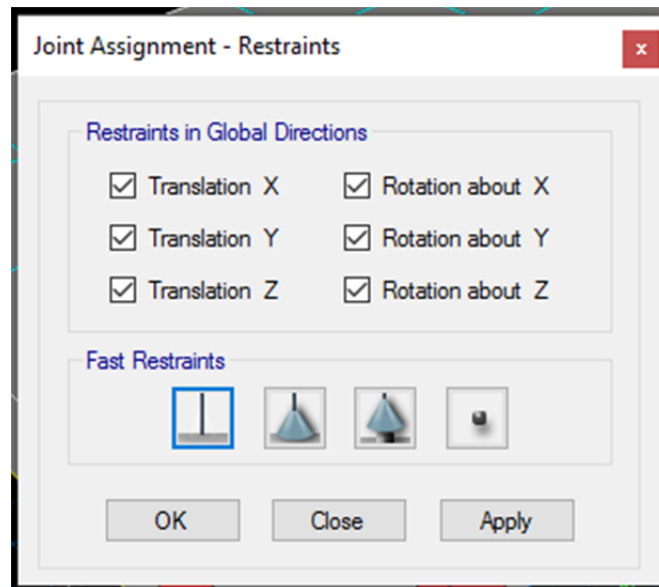 Joint Assignment - Restraints
x
Restraints in Global Directions
Translation X
Rotation about X
Translation Y
Rotation about Y
Translation Z
Rotation about Z
Fast Restraints
OK
Close
Apply